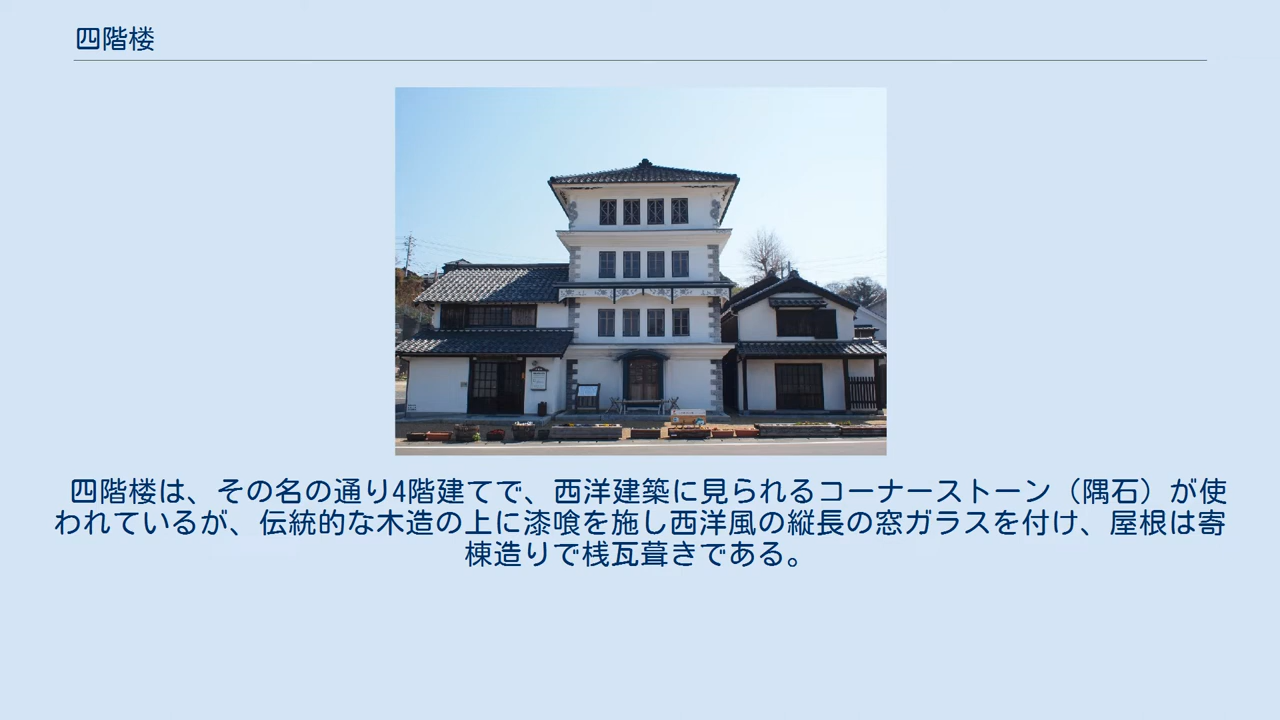 四階楼
四階楼は、その名の通り4階建てで、西洋建築に見られるコーナーストーン（隅石）が使
われているが、伝統的な木造の上に漆喰を施し西洋風の縦長の窓ガラスを付け、屋根は寄
棟造りで桟瓦葺きである。